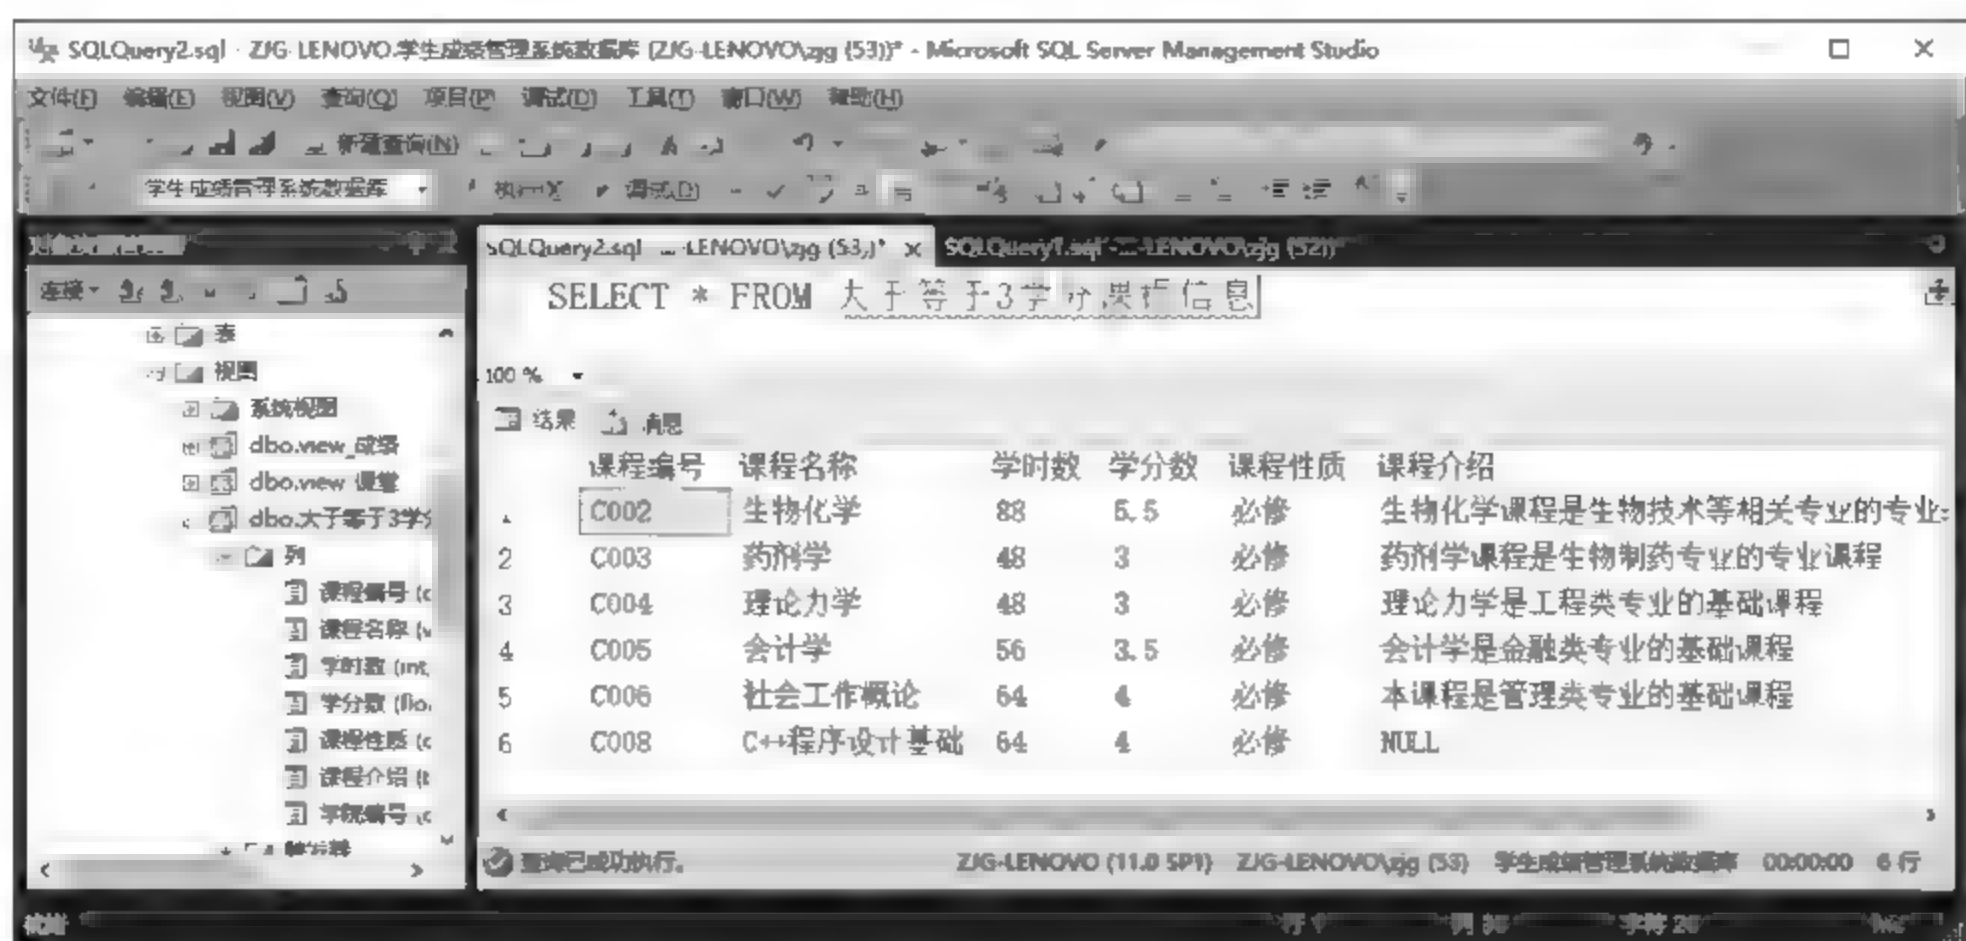 SQLQuery2.sql - ZJG-LENOVO.学生成绩管理系统数据库 (ZJG-LENOVO\zjg (53))* - Microsoft SQL Server Management Studio
文件(F) 编辑(E) 视图(V) 查询(Q) 项目(P) 调试(D) 工具(T) 窗口(W) 帮助(H)
新建查询(N)
学生成绩管理系统数据库 调试(D)
SQLQuery2.sql - ...-LENOVO\zjg (53))* × SQLQuery1.sql - ...-LENOVO\zjg (52))
连接
SELECT * FROM 大于等于3学分课程信息
表
视图
系统视图
dbo.view_成绩
dbo.view_课堂
dbo.大于等于3学分
列
课程编号 (c
课程名称 (v
学时数 (int,
学分数 (flo
课程性质 (c
课程介绍 (t
学院编号 (c
触发器
100 %
结果 消息
课程编号 课程名称 学时数 学分数 课程性质 课程介绍
1 C002 生物化学 88 5.5 必修 生物化学课程是生物技术等相关专业的专业
2 C003 药剂学 48 3 必修 药剂学课程是生物制药专业的专业课程
3 C004 理论力学 48 3 必修 理论力学是工程类专业的基础课程
4 C005 会计学 56 3.5 必修 会计学是金融类专业的基础课程
5 C006 社会工作概论 64 4 必修 本课程是管理类专业的基础课程
6 C008 C++程序设计基础 64 4 必修 NULL
查询已成功执行。 ZJG-LENOVO (11.0 SP1) ZJG-LENOVO\zjg (53) 学生成绩管理系统数据库 00:00:00 6 行
就绪